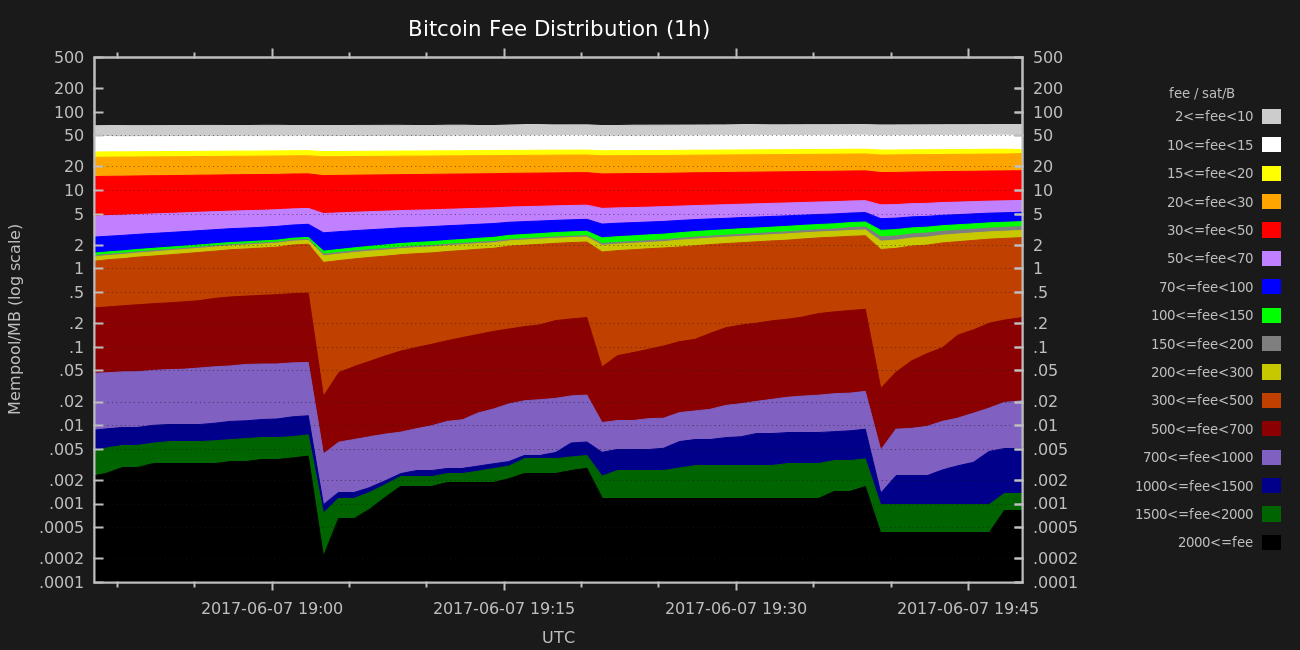 Bitcoin Fee Distribution (1h)
500
200
100
50
20
10
5
2
1
.5
.2
.1
.05
.02
.01
.005
.002
.001
.0005
.0002
.0001
Mempool/MB (log scale)
500
200
100
50
20
10
5
2
1
.5
.2
.1
.05
.02
.01
.005
.002
.001
.0005
.0002
.0001
2017-06-07 19:00
2017-06-07 19:15
2017-06-07 19:30
2017-06-07 19:45
UTC
fee / sat/B
2<=fee<10
10<=fee<15
15<=fee<20
20<=fee<30
30<=fee<50
50<=fee<70
70<=fee<100
100<=fee<150
150<=fee<200
200<=fee<300
300<=fee<500
500<=fee<700
700<=fee<1000
1000<=fee<1500
1500<=fee<2000
2000<=fee